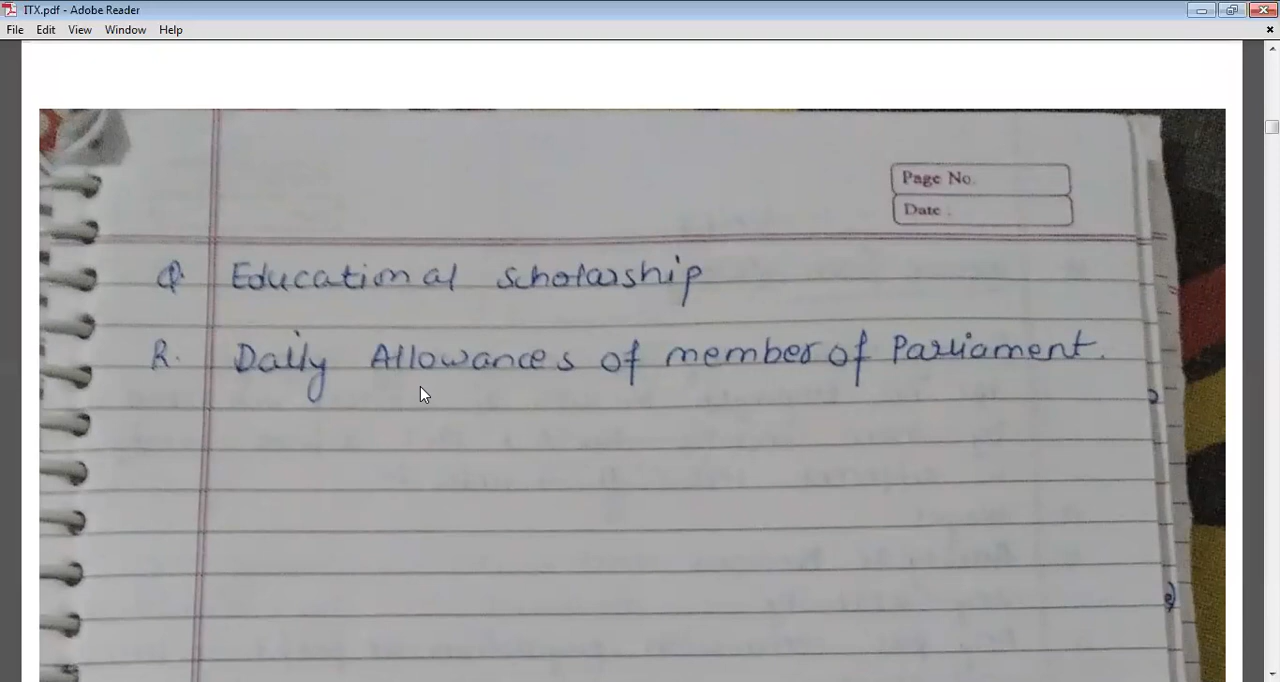 ITX.pdf - Adobe Reader
File Edit View Window Help
Page No.
Date .
Q. Educational scholarship
R. Daily Allowances of member of Parliament.